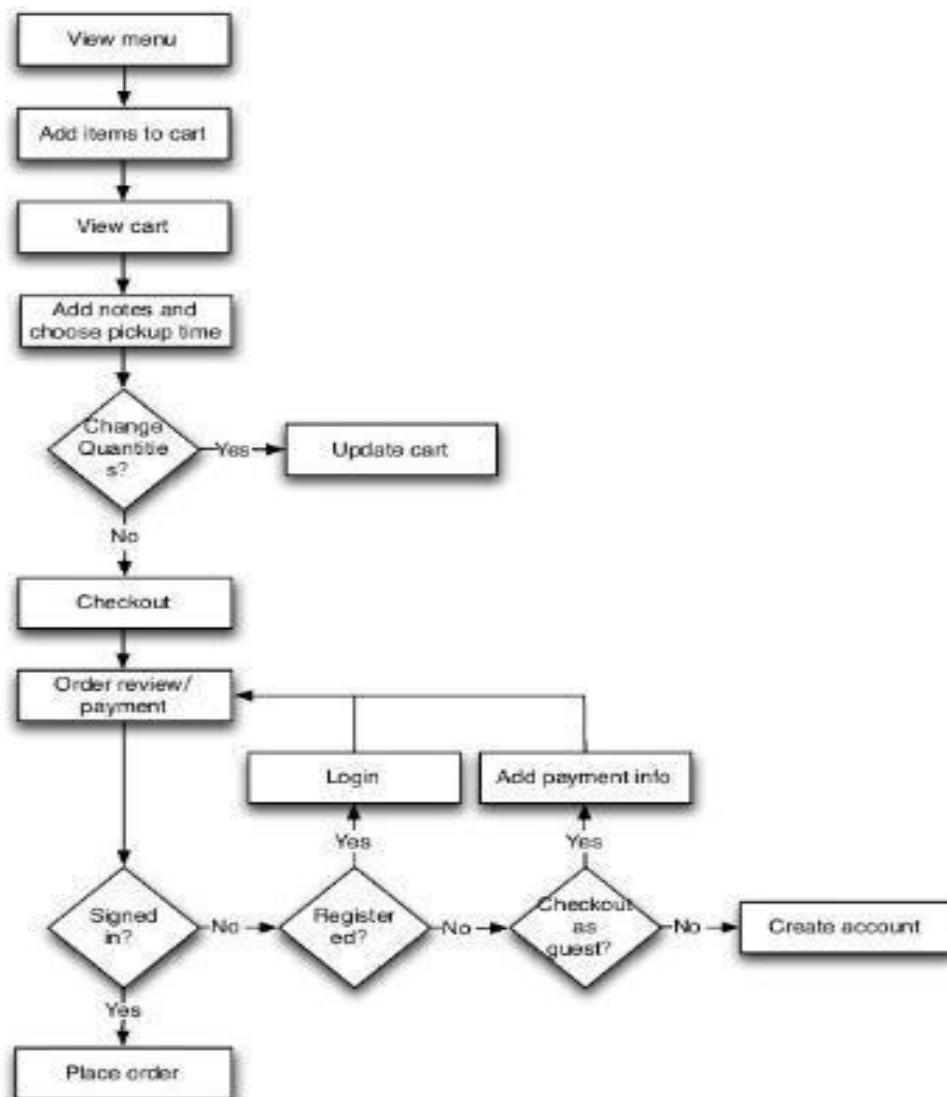 View menu
Add items to cart
View cart
Add notes and
choose pickup time
Change
Quantitie
s?
Yes
Update cart
No
Checkout
Order review/
payment
Login
Add payment info
Yes
Yes
Signed
in?
No
Register
ed?
No
Checkout
as
guest?
No
Create account
Yes
Place order